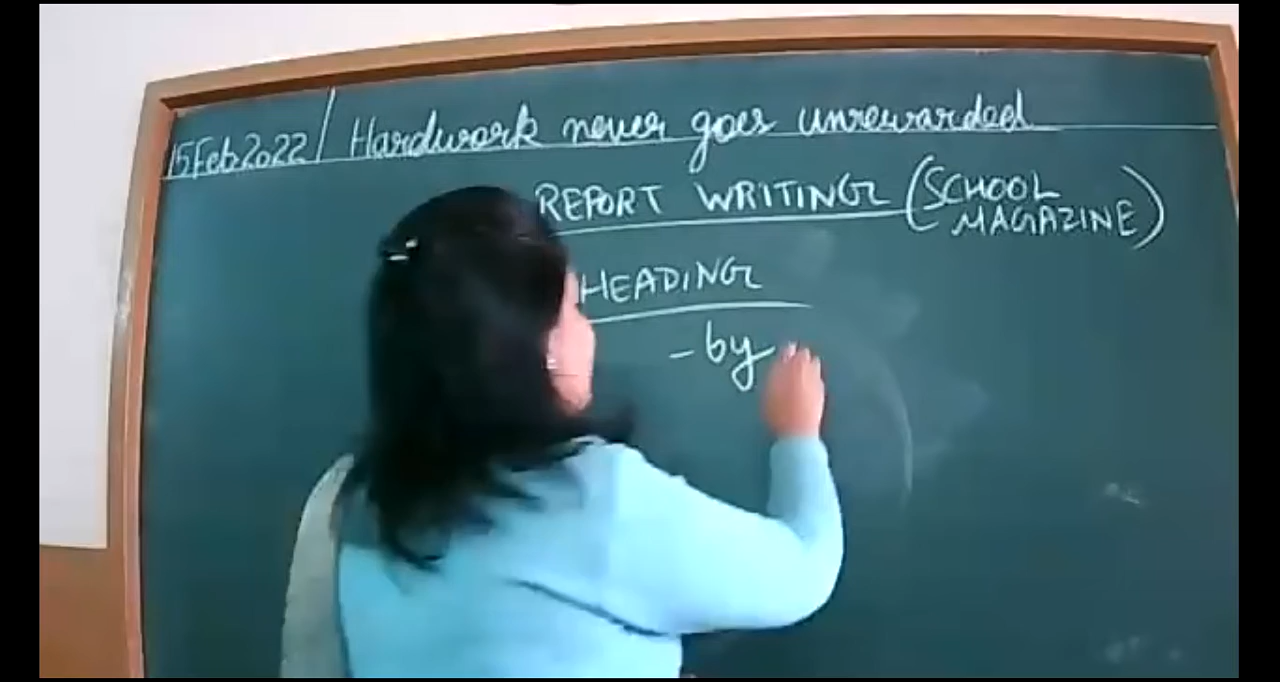 15Feb2022/ Hardwork never goes unrewarded
REPORT WRITING (SCHOOL MAGAZINE)
HEADING
- by